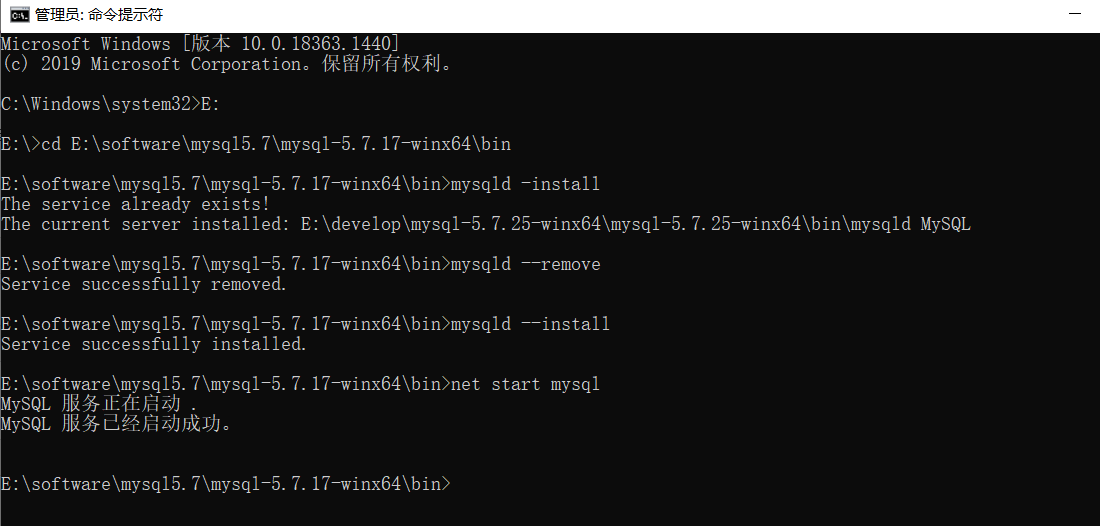 管理员: 命令提示符
Microsoft Windows [版本 10.0.18363.1440]
(c) 2019 Microsoft Corporation。保留所有权利。
C:\Windows\system32>E:
E:\>cd E:\software\mysql5.7\mysql-5.7.17-winx64\bin
E:\software\mysql5.7\mysql-5.7.17-winx64\bin>mysqld -install
The service already exists!
The current server installed: E:\develop\mysql-5.7.25-winx64\mysql-5.7.25-winx64\bin\mysqld MySQL
E:\software\mysql5.7\mysql-5.7.17-winx64\bin>mysqld --remove
Service successfully removed.
E:\software\mysql5.7\mysql-5.7.17-winx64\bin>mysqld --install
Service successfully installed.
E:\software\mysql5.7\mysql-5.7.17-winx64\bin>net start mysql
MySQL 服务正在启动 .
MySQL 服务已经启动成功。
E:\software\mysql5.7\mysql-5.7.17-winx64\bin>